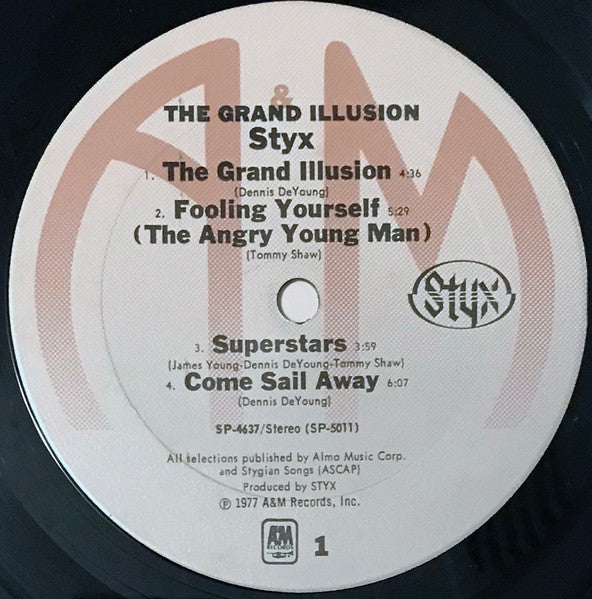 A&M
THE GRAND ILLUSION
Styx
1. The Grand Illusion 4:36
(Dennis DeYoung)
2. Fooling Yourself 5:29
(The Angry Young Man)
(Tommy Shaw)
Styx
3. Superstars 3:59
(James Young-Dennis DeYoung-Tommy Shaw)
4. Come Sail Away 6:07
(Dennis DeYoung)
SP-4637/Stereo (SP-5011)
All selections published by Almo Music Corp.
and Stygian Songs (ASCAP)
Produced by STYX
℗ 1977 A&M Records, Inc.
A&M
RECORDS
1